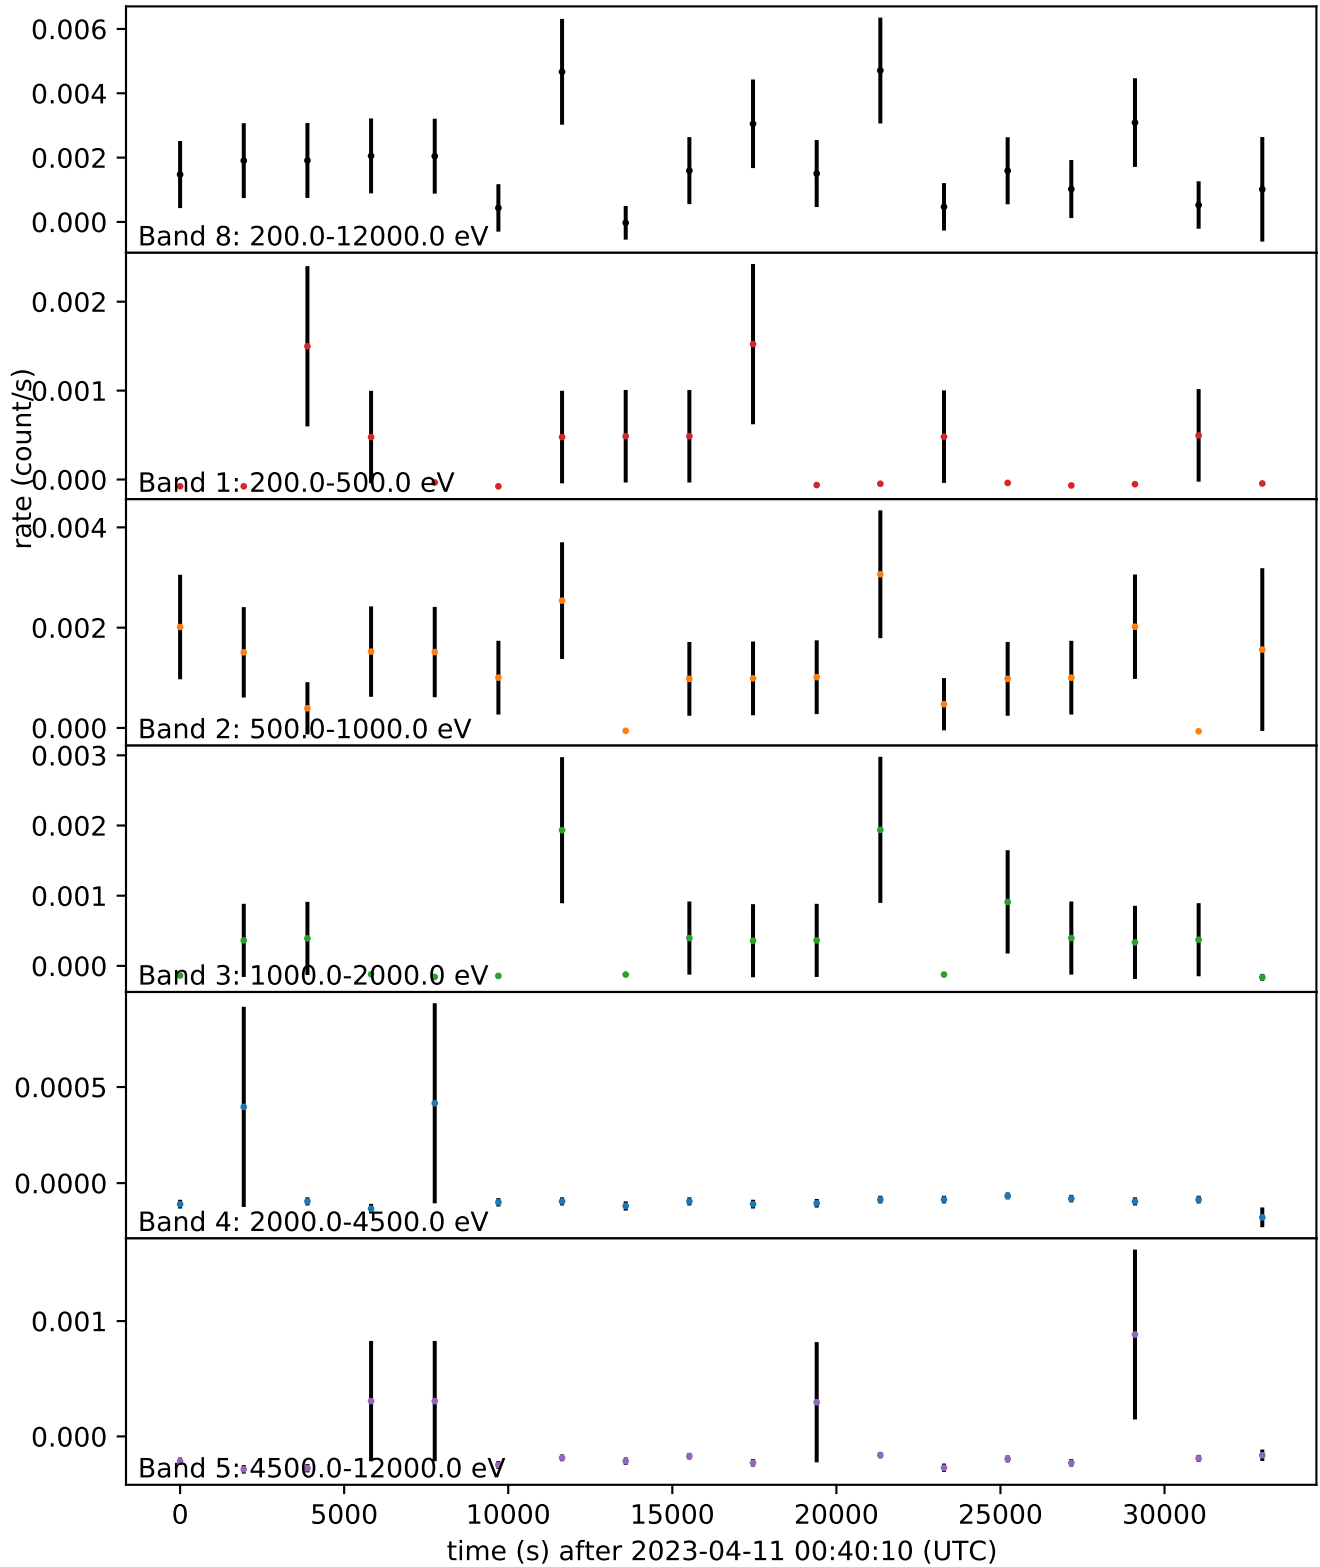 0.006
0.004
0.002
0.000
Band 8: 200.0-12000.0 eV
0.002
0.001
0.000
Band 1: 200.0-500.0 eV
rate (count/s)
0.004
0.002
0.000
Band 2: 500.0-1000.0 eV
0.003
0.002
0.001
0.000
Band 3: 1000.0-2000.0 eV
0.0005
0.0000
Band 4: 2000.0-4500.0 eV
0.001
0.000
Band 5: 4500.0-12000.0 eV
0 5000 10000 15000 20000 25000 30000
time (s) after 2023-04-11 00:40:10 (UTC)